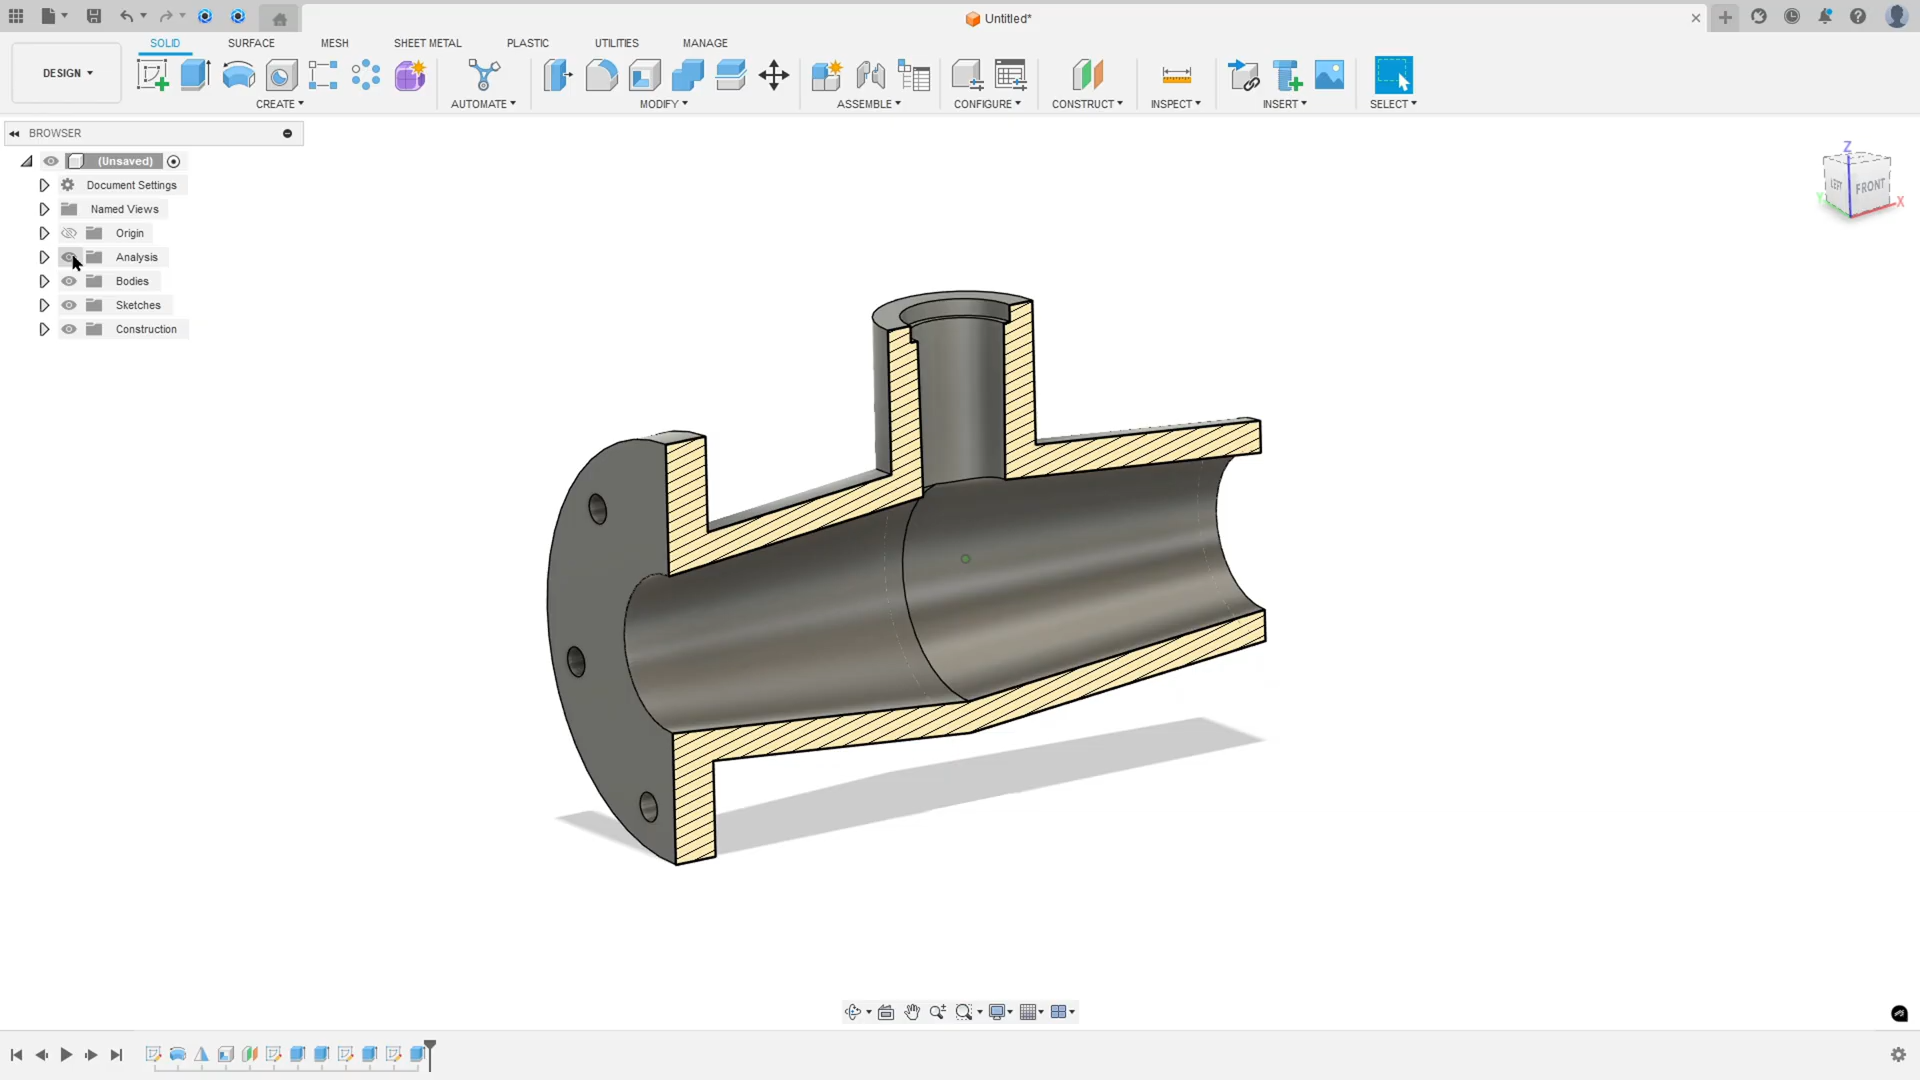 Untitled*
SOLID SURFACE MESH SHEET METAL PLASTIC UTILITIES MANAGE
DESIGN
CREATE AUTOMATE MODIFY ASSEMBLE CONFIGURE CONSTRUCT INSPECT INSERT SELECT
BROWSER
(Unsaved)
Document Settings
Named Views
Origin
Analysis
Bodies
Sketches
Construction
Z
LEFT FRONT
Y X